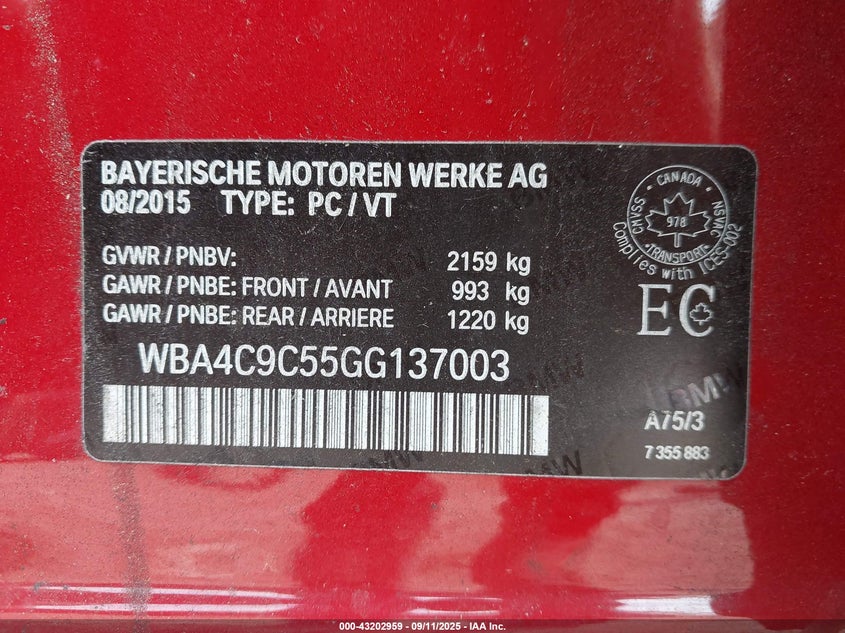 BAYERISCHE MOTOREN WERKE AG
08/2015 TYPE: PC / VT
GVWR / PNBV: 2159 kg
GAWR / PNBE: FRONT / AVANT 993 kg
GAWR / PNBE: REAR / ARRIERE 1220 kg
WBA4C9C55GG137003
CANADA
CMVSS
NSVAC
978
TRANSPORT
Complies with ICES-002
EC
BMW
A75/3
7 355 883
000-43202959 - 09/11/2025 - IAA Inc.